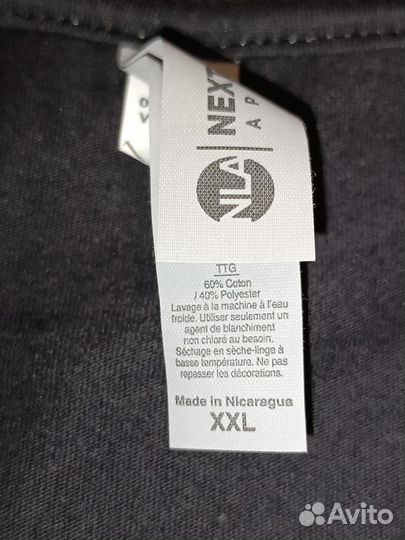 NEXT
A P
NLA
TTG
60% Coton
/ 40% Polyester
Lavage à la machine à l'eau
froide. Utiliser seulement un
agent de blanchiment
non chloré au besoin.
Séchage en sèche-linge à
basse température. Ne pas
repasser les décorations.
Made in Nicaragua
XXL
Avito